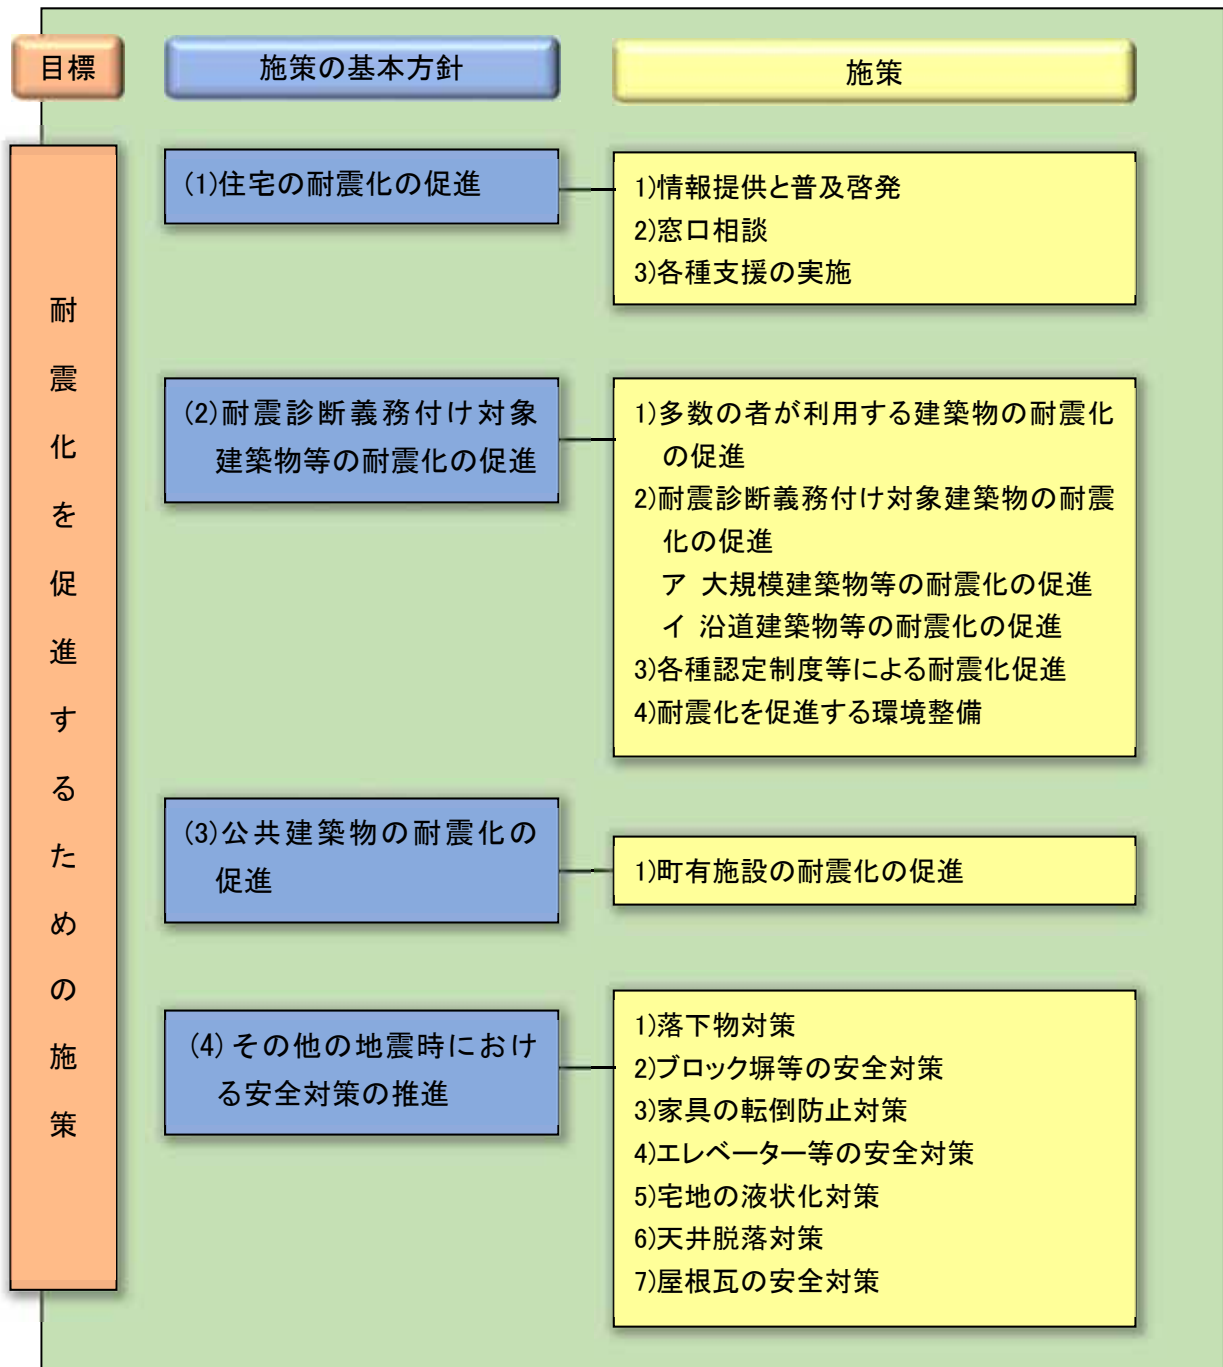 目標
施策の基本方針
施策
耐震化を促進するための施策
(1)住宅の耐震化の促進
1)情報提供と普及啓発
2)窓口相談
3)各種支援の実施
(2)耐震診断義務付け対象
建築物等の耐震化の促進
1)多数の者が利用する建築物の耐震化
の促進
2)耐震診断義務付け対象建築物の耐震
化の促進
ア 大規模建築物等の耐震化の促進
イ 沿道建築物等の耐震化の促進
3)各種認定制度等による耐震化促進
4)耐震化を促進する環境整備
(3)公共建築物の耐震化の
促進
1)町有施設の耐震化の促進
(4)その他の地震時におけ
る安全対策の推進
1)落下物対策
2)ブロック塀等の安全対策
3)家具の転倒防止対策
4)エレベーター等の安全対策
5)宅地の液状化対策
6)天井脱落対策
7)屋根瓦の安全対策